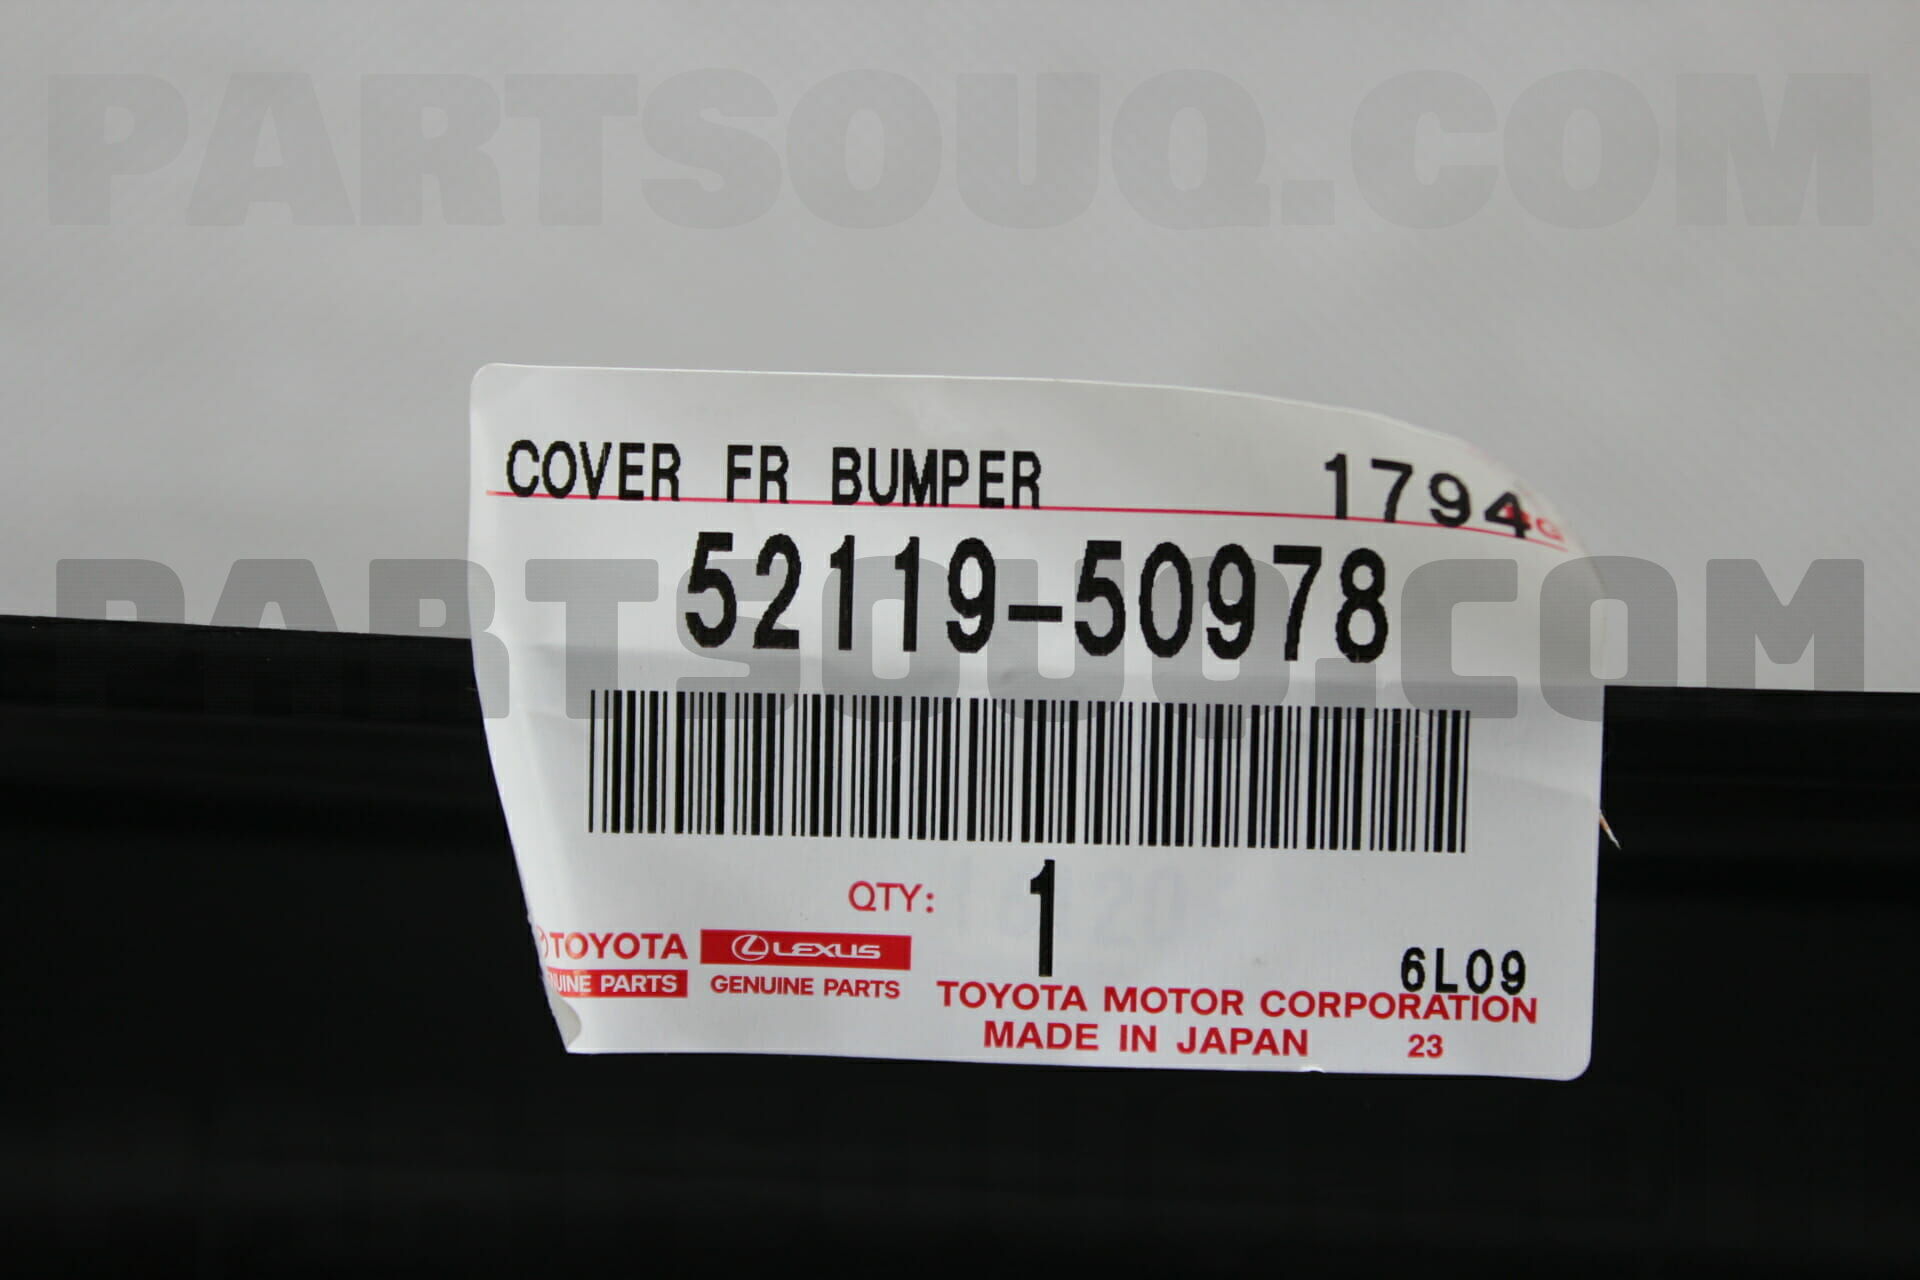 PARTSOUQ.COM
COVER FR BUMPER 1794
52119-50978
PARTSOUQ.COM
QTY: 1
TOYOTA LEXUS 6L09
GENUINE PARTS TOYOTA MOTOR CORPORATION
PARTS MADE IN JAPAN 23